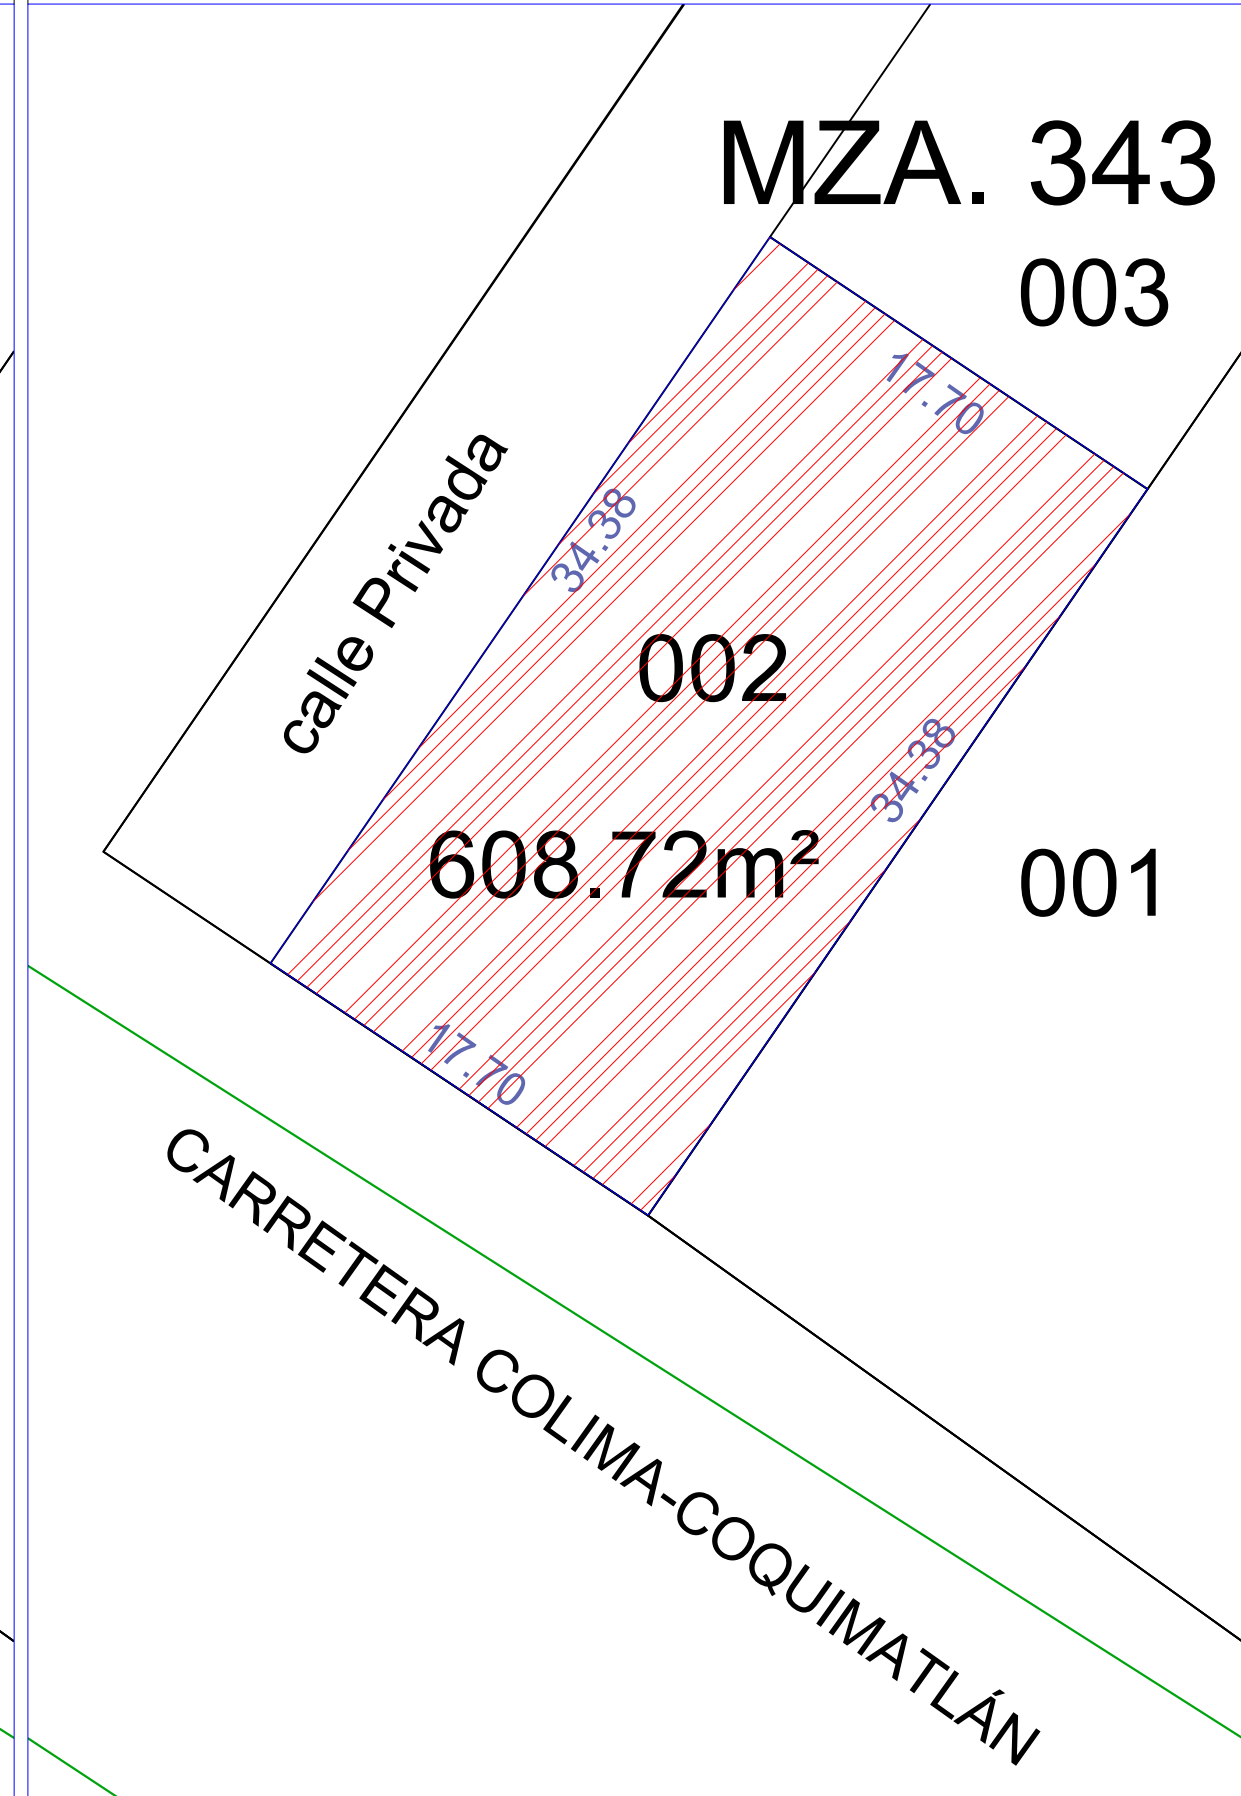 MZA. 343
003
17.70
calle Privada
34.38
002
34.38
608.72m²
001
17.70
CARRETERA COLIMA-COQUIMATLÁN